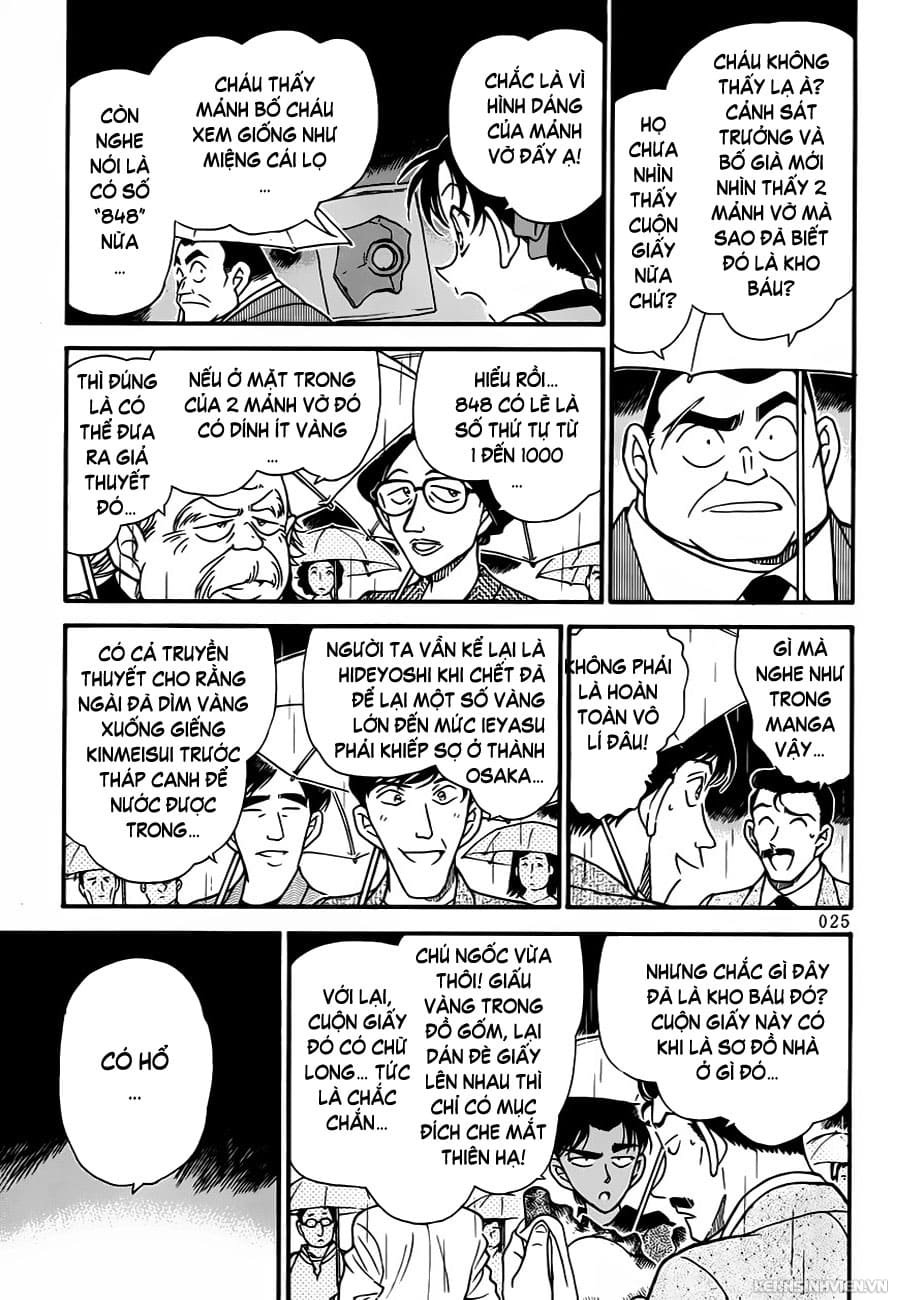 CHÁU KHÔNG
THẤY LẠ À?
CẢNH SÁT
TRƯỞNG VÀ
BỐ GIÀ MỚI
NHÌN THẤY 2
MẢNH VỠ MÀ
SAO ĐÃ BIẾT
ĐÓ LÀ KHO
BÁU?
HỌ
CHƯA
NHÌN
THẤY
CUỘN
GIẤY
NỮA
CHỨ?
CHẮC LÀ VÌ
HÌNH DÁNG
CỦA MẢNH
VỠ ĐẤY Ạ!
CHÁU THẤY
MẢNH BỐ CHÁU
XEM GIỐNG NHƯ
MIỆNG CÁI LỌ
...
CÒN
NGHE
NÓI LÀ
CÓ SỐ
"848"
NỮA
...
HIỂU RỒI...
848 CÓ LẼ LÀ
SỐ THỨ TỰ TỪ
1 ĐẾN 1000
...
NẾU Ở MẶT TRONG
CỦA 2 MẢNH VỠ ĐÓ
CÓ DÍNH ÍT VÀNG
...
THÌ ĐÚNG
LÀ CÓ
THỂ ĐƯA
RA GIẢ
THUYẾT
ĐÓ...
GÌ MÀ
NGHE NHƯ
TRONG
MANGA
VẬY...
KHÔNG PHẢI
LÀ HOÀN
TOÀN VÔ
LÍ ĐÂU!
NGƯỜI TA VẪN KỂ LẠI LÀ
HIDEYOSHI KHI CHẾT ĐÃ
ĐỂ LẠI MỘT SỐ VÀNG
LỚN ĐẾN MỨC IEYASU
PHẢI KHIẾP SỢ Ở THÀNH
OSAKA...
CÓ CẢ TRUYỀN
THUYẾT CHO RẰNG
NGÀI ĐÃ DÌM VÀNG
XUỐNG GIẾNG
KINMEISUI TRƯỚC
THÁP CANH ĐỂ
NƯỚC ĐƯỢC
TRONG...
025
NHƯNG CHẮC GÌ ĐÂY
ĐÃ LÀ KHO BÁU ĐÓ?
CUỘN GIẤY NÀY CÓ
KHI LÀ SƠ ĐỒ NHÀ
Ở GÌ ĐÓ...
CHÚ NGỐC VỪA
THÔI! GIẤU
VÀNG TRONG
ĐỒ GỐM, LẠI
DÁN ĐÈ GIẤY
LÊN NHAU THÌ
CHỈ CÓ MỤC
ĐÍCH CHE MẮT
THIÊN HẠ!
VỚI LẠI,
CUỘN GIẤY
ĐÓ CÓ CHỮ
LONG... TỨC
LÀ CHẮC
CHẮN...
CÓ HỔ
...
KENHSINHVIEN.VN